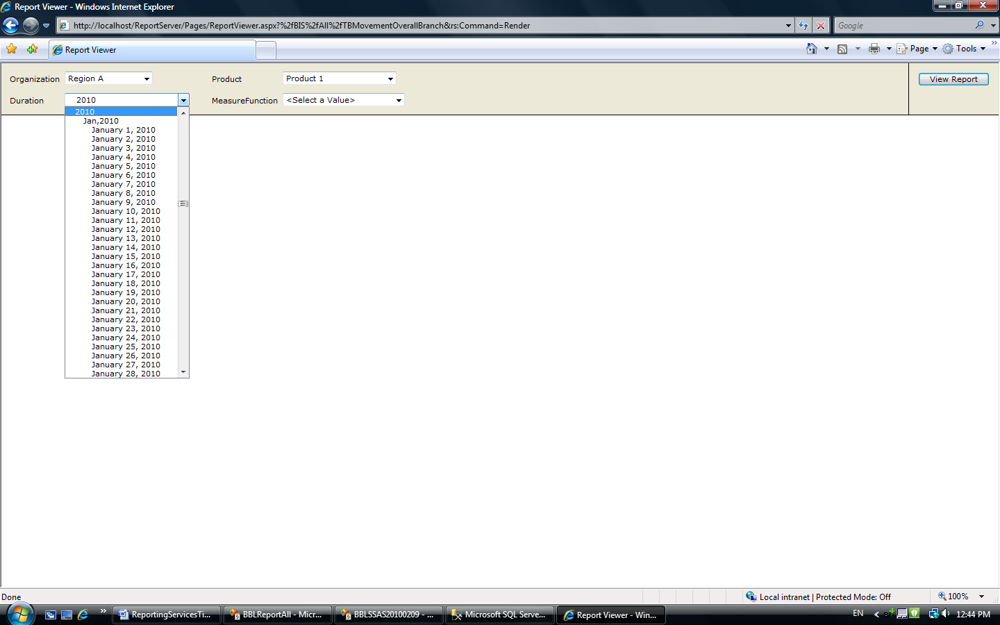 Report Viewer - Windows Internet Explorer
http://localhost/ReportServer/Pages/ReportViewer.aspx?%2fBIS%2fAll%2fTBMovementOverallBranch&rs:Command=Render
Google
Report Viewer
Page
Tools
Organization Region A Product Product 1 View Report
Duration 2010 MeasureFunction <Select a Value>
2010
Jan,2010
January 1, 2010
January 2, 2010
January 3, 2010
January 4, 2010
January 5, 2010
January 6, 2010
January 7, 2010
January 8, 2010
January 9, 2010
January 10, 2010
January 11, 2010
January 12, 2010
January 13, 2010
January 14, 2010
January 15, 2010
January 16, 2010
January 17, 2010
January 18, 2010
January 19, 2010
January 20, 2010
January 21, 2010
January 22, 2010
January 23, 2010
January 24, 2010
January 25, 2010
January 26, 2010
January 27, 2010
January 28, 2010
Done Local intranet | Protected Mode: Off 100%
ReportingServicesTi... BBLReportAll - Micr... BBLSSAS20100209 - ... Microsoft SQL Serve... Report Viewer - Win... EN 12:44 PM